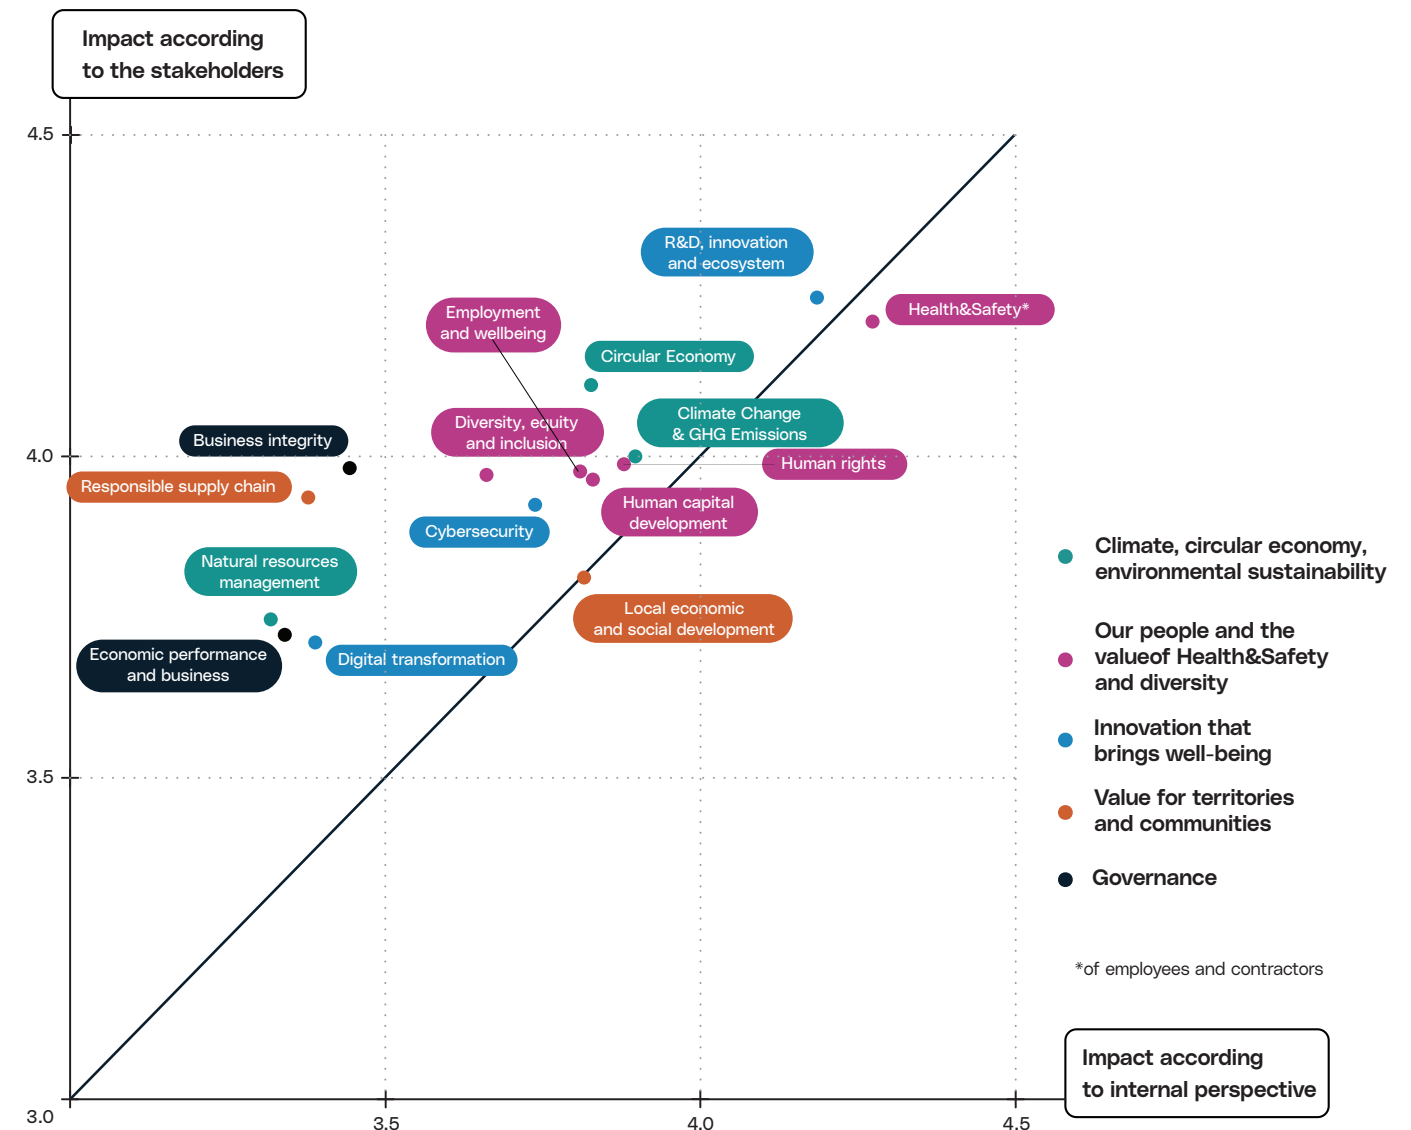 Impact according
to the stakeholders
4.5
R&D, innovation
and ecosystem
Health&Safety*
Employment
and wellbeing
Circular Economy
Climate Change
& GHG Emissions
Diversity, equity
and inclusion
Business integrity
4.0
Human rights
Responsible supply chain
Human capital
development
Cybersecurity
Natural resources
management
Local economic
and social development
Economic performance
and business
Digital transformation
3.5
3.0
3.5
4.0
4.5
Climate, circular economy,
environmental sustainability
Our people and the
valueof Health&Safety
and diversity
Innovation that
brings well-being
Value for territories
and communities
Governance
*of employees and contractors
Impact according
to internal perspective